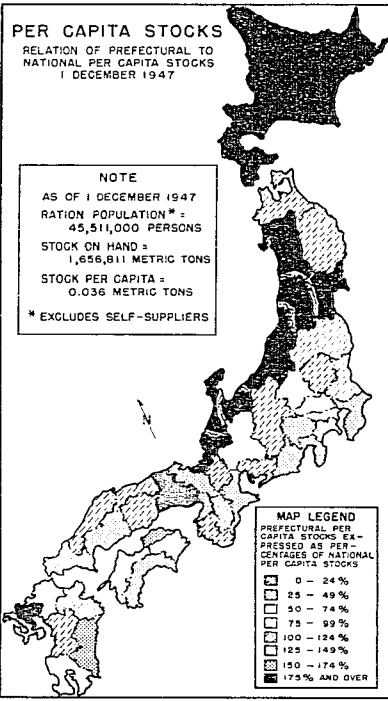 PER CAPITA STOCKS
RELATION OF PREFECTURAL TO
NATIONAL PER CAPITA STOCKS
1 DECEMBER 1947
NOTE
AS OF 1 DECEMBER 1947
RATION POPULATION* =
45,511,000 PERSONS
STOCK ON HAND =
1,656,811 METRIC TONS
STOCK PER CAPITA =
0.036 METRIC TONS
* EXCLUDES SELF-SUPPLIERS
N
MAP LEGEND
PREFECTURAL PER
CAPITA STOCKS EX-
PRESSED AS PER-
CENTAGES OF NATIONAL
PER CAPITA STOCKS
0 – 24%
25 – 49%
50 – 74%
75 – 99%
100 – 124%
125 – 149%
150 – 174%
175% AND OVER